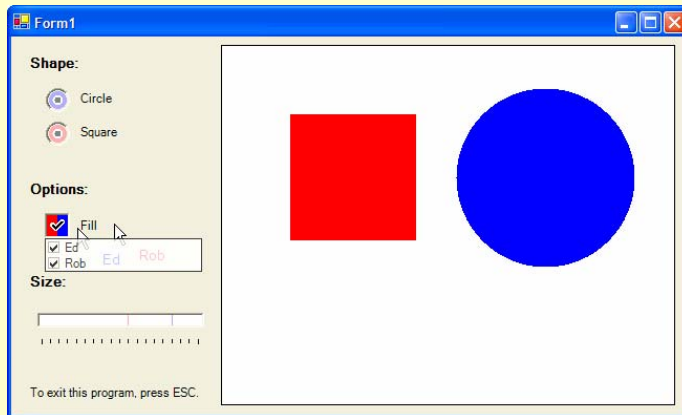 Form1
Shape:
Circle
Square
Options:
Fill
Ed
Rob
Ed Rob
Size:
To exit this program, press ESC.